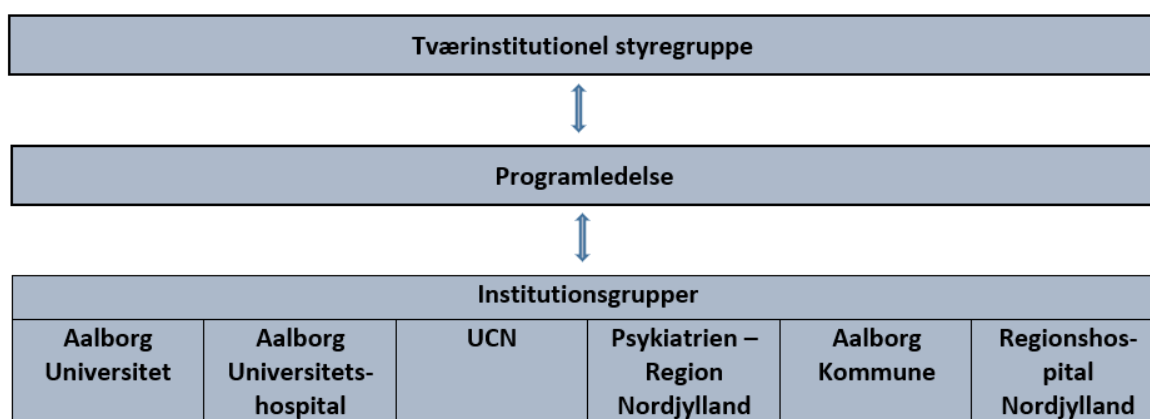 Tværinstitutionel styregruppe
Programledelse
Institutionsgrupper
Aalborg
Universitet
Aalborg
Universitets-
hospital
UCN
Psykiatrien –
Region
Nordjylland
Aalborg
Kommune
Regionshos-
pital
Nordjylland